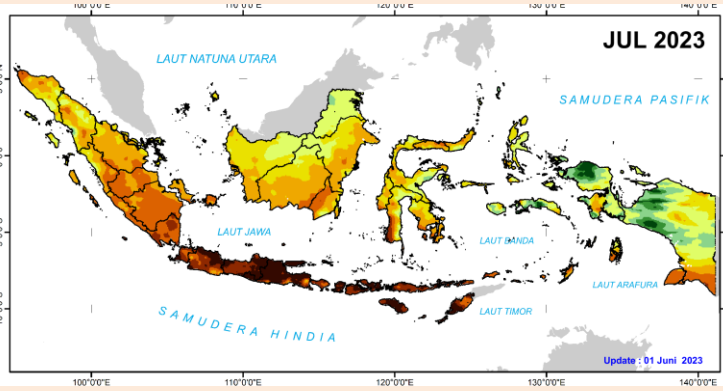 100°0'0"E 110°0'0"E 120°0'0"E 130°0'0"E 140°0'0"E
JUL 2023
LAUT NATUNA UTARA
SAMUDERA PASIFIK
LAUT JAWA
LAUT BANDA
LAUT ARAFURA
SAMUDERA HINDIA
LAUT TIMOR
Update : 01 Juni 2023
100°0'0"E 110°0'0"E 120°0'0"E 130°0'0"E 140°0'0"E